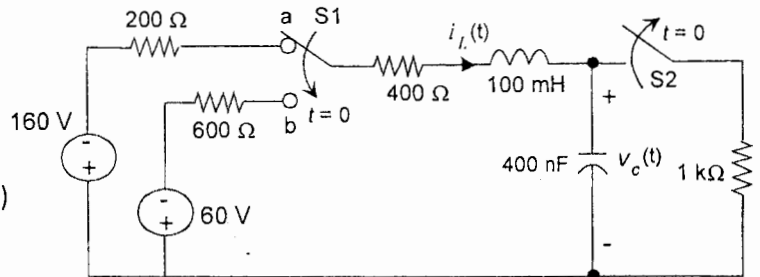 200 Ω
a
S1
i_L(t)
t = 0
S2
400 Ω
100 mH
+
600 Ω
b
t = 0
160 V
-
+
400 nF
v_c(t)
1 kΩ
)
-
+
60 V
-